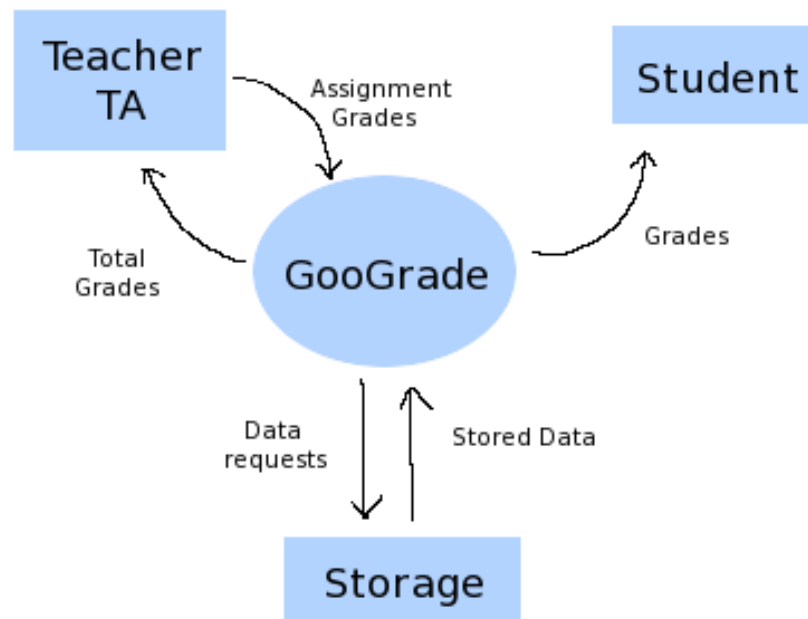 Teacher
TA
Assignment
Grades
Student
Total
Grades
GooGrade
Grades
Data
requests
Stored Data
Storage